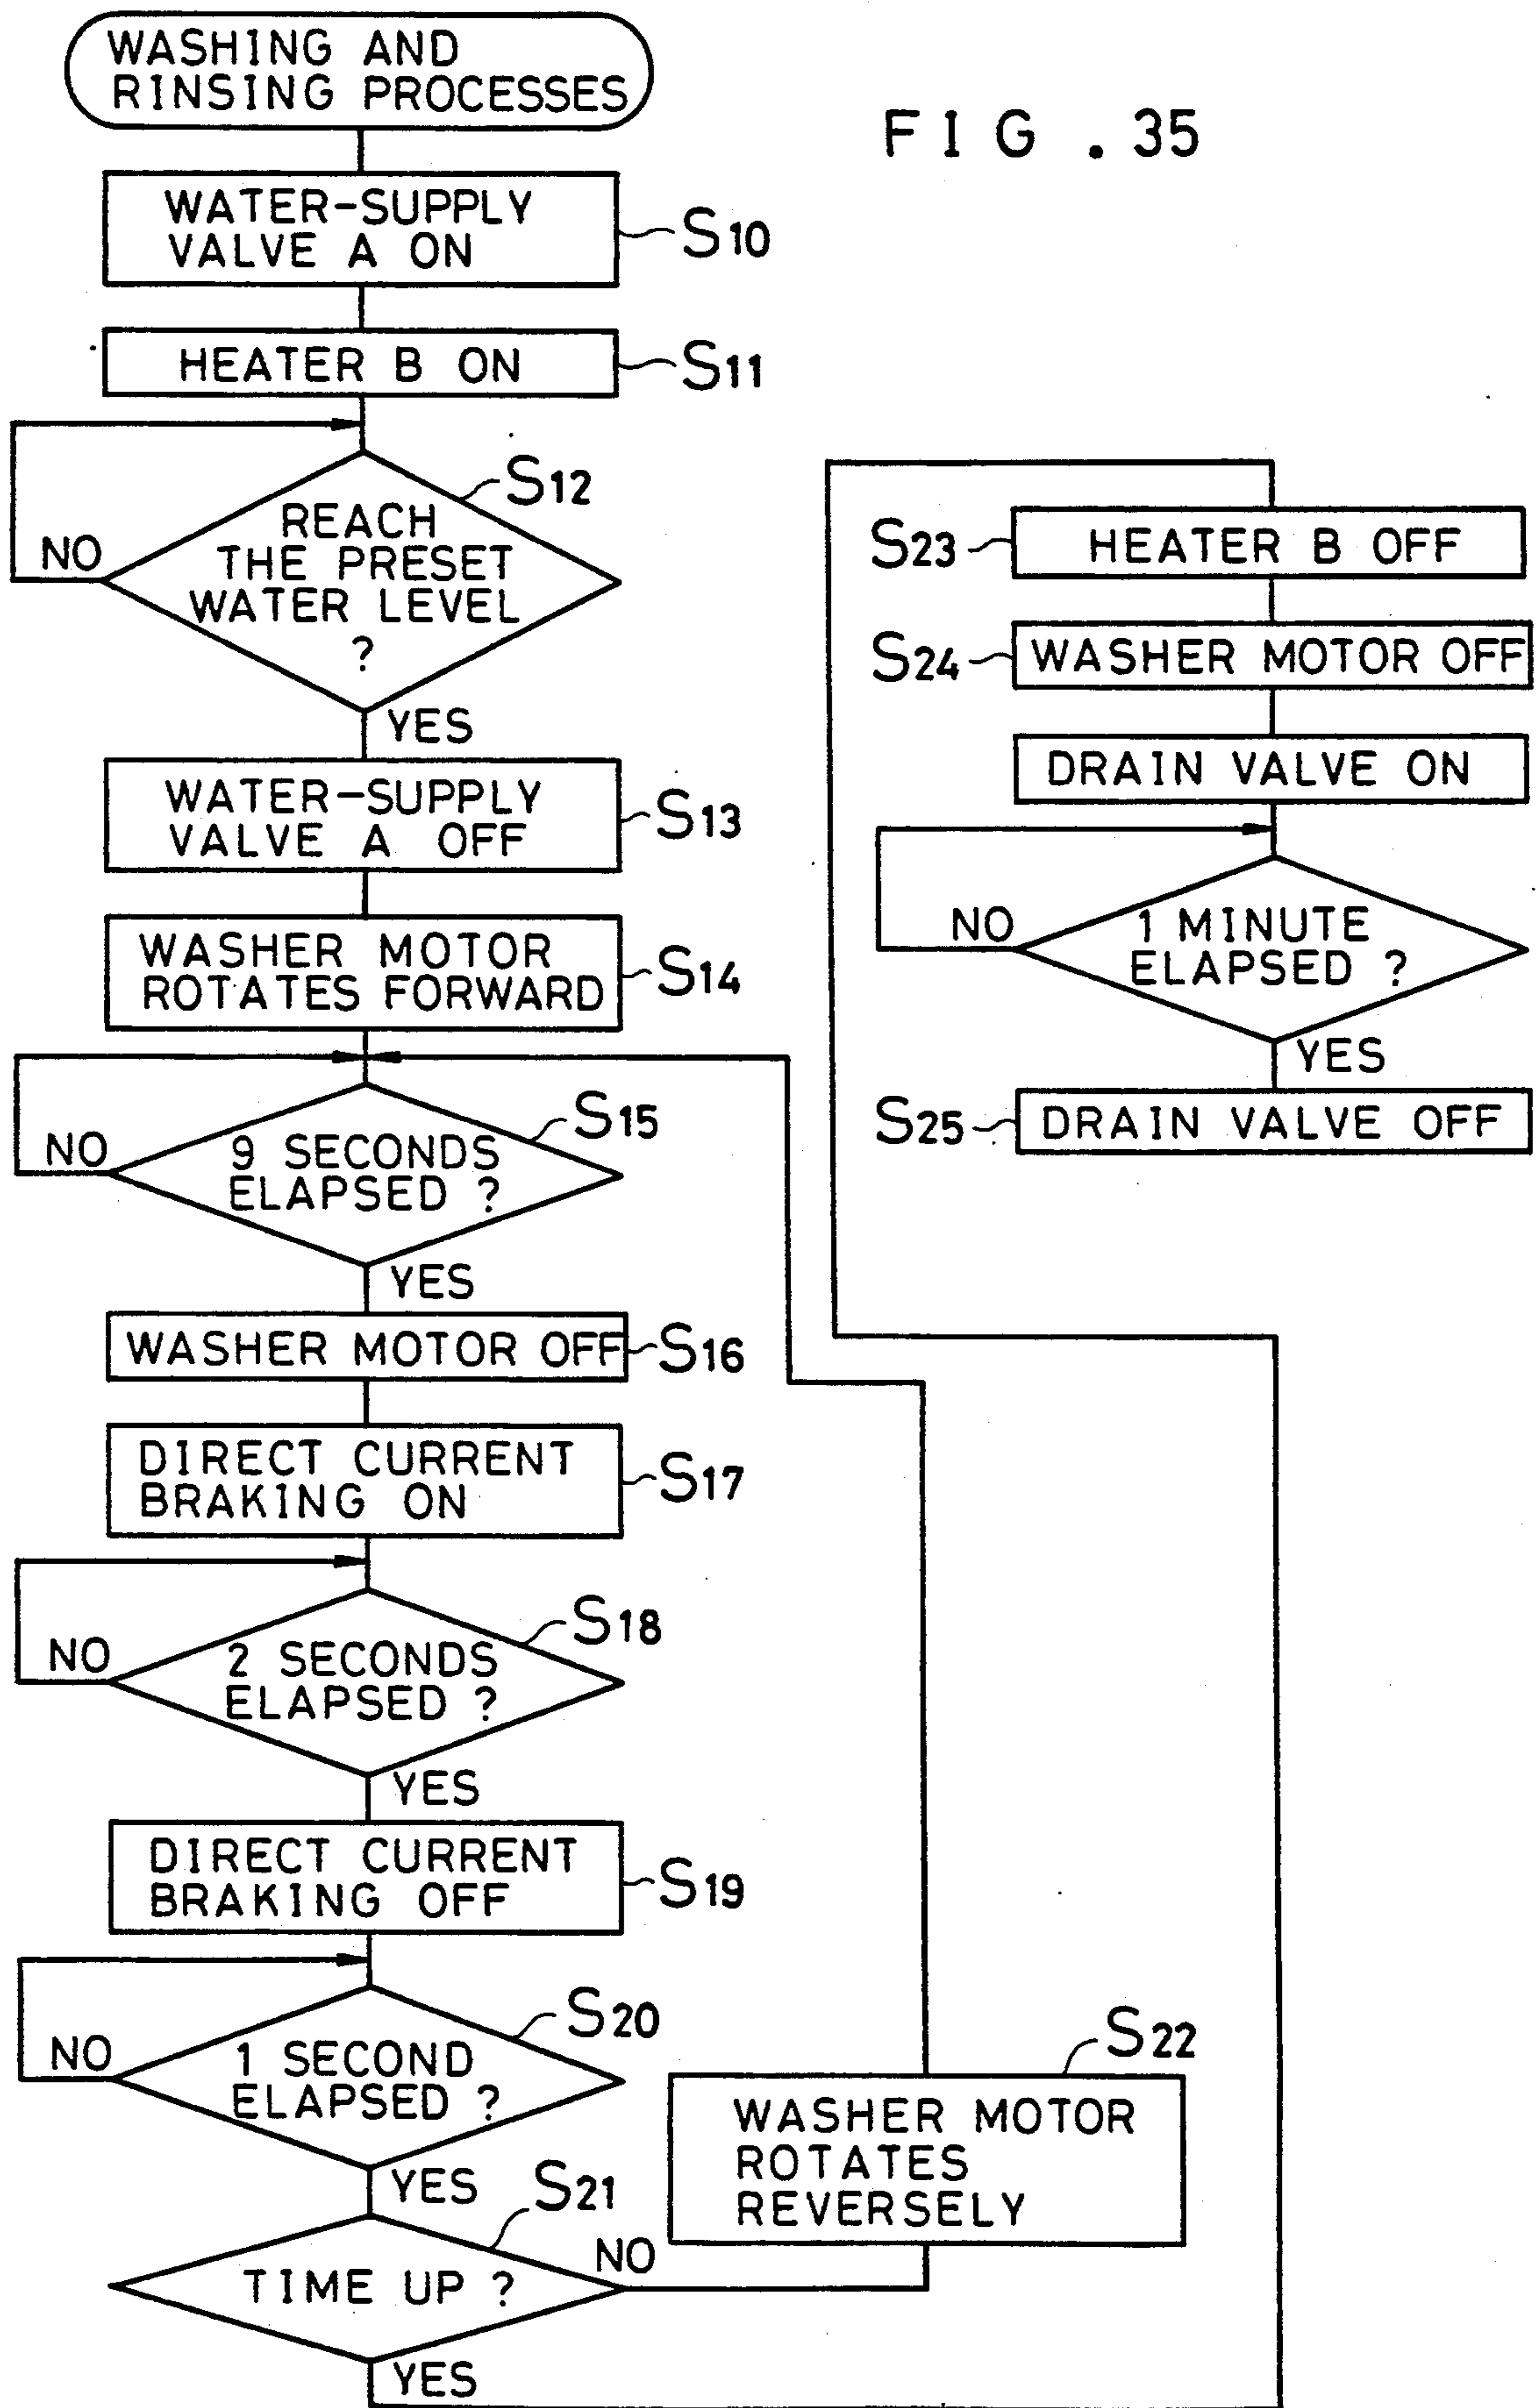 WASHING AND
RINSING PROCESSES
FIG. 35
WATER-SUPPLY
VALVE A ON
S10
HEATER B ON
S11
S12
REACH
THE PRESET
WATER LEVEL
?
NO
YES
WATER-SUPPLY
VALVE A OFF
S13
WASHER MOTOR
ROTATES FORWARD
S14
S15
9 SECONDS
ELAPSED ?
NO
YES
WASHER MOTOR OFF
S16
DIRECT CURRENT
BRAKING ON
S17
S18
2 SECONDS
ELAPSED ?
NO
YES
DIRECT CURRENT
BRAKING OFF
S19
S20
1 SECOND
ELAPSED ?
NO
YES
S21
TIME UP ?
NO
YES
S22
WASHER MOTOR
ROTATES
REVERSELY
S23
HEATER B OFF
S24
WASHER MOTOR OFF
DRAIN VALVE ON
1 MINUTE
ELAPSED ?
NO
YES
S25
DRAIN VALVE OFF